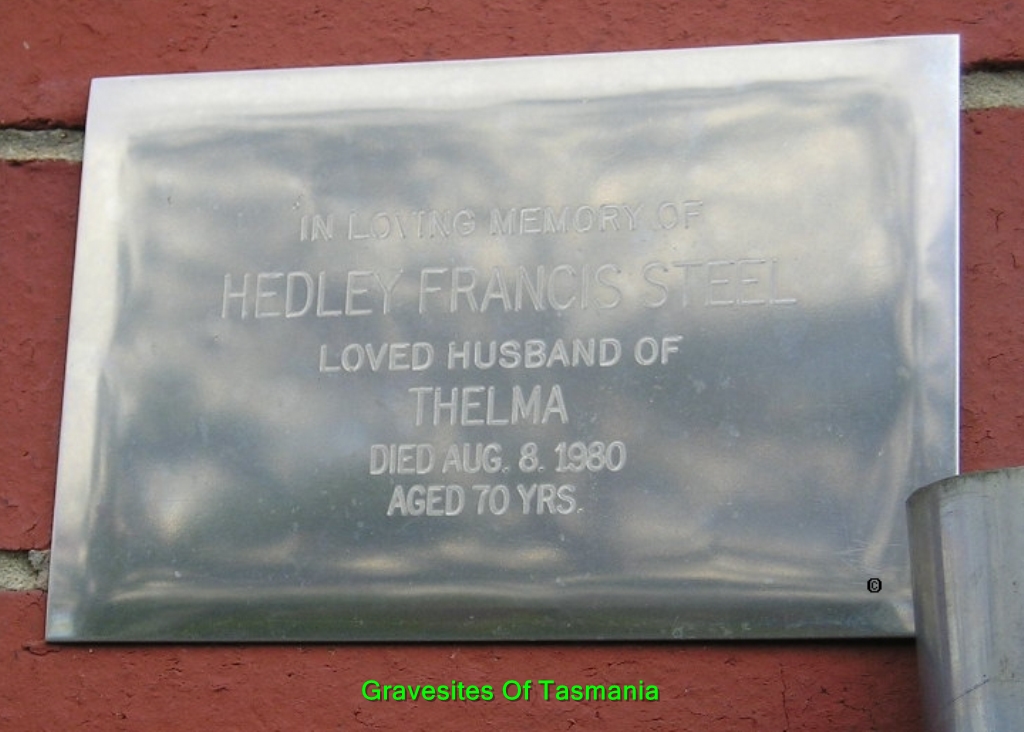 IN LOVING MEMORY OF
HEDLEY FRANCIS STEEL
LOVED HUSBAND OF
THELMA
DIED AUG. 8. 1980
AGED 70 YRS.
©
Gravesites Of Tasmania